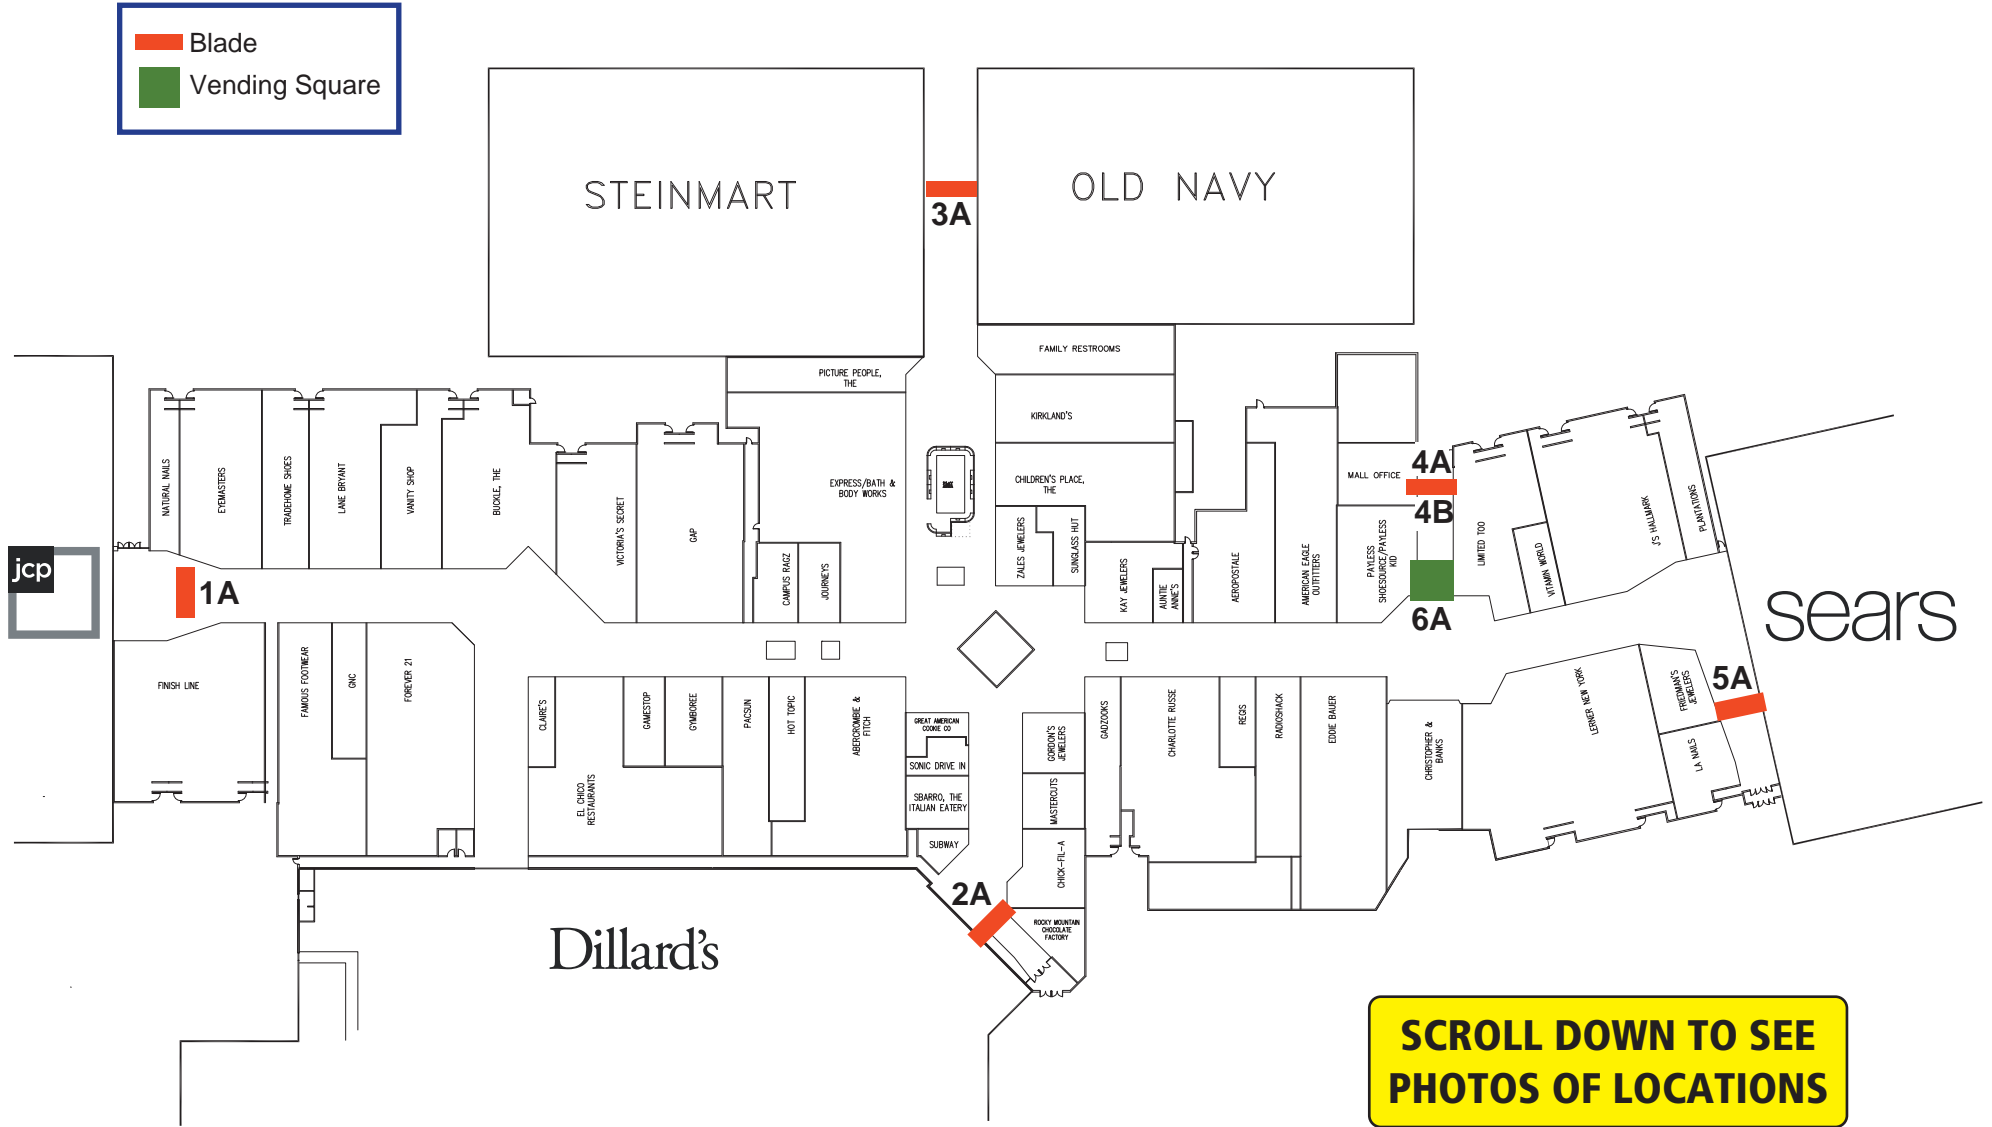 Blade
Vending Square
STEINMART
OLD NAVY
3A
FAMILY RESTROOMS
PICTURE PEOPLE,
THE
KIRKLAND'S
EXPRESS/BATH &
BODY WORKS
CHILDREN'S PLACE,
THE
MALL OFFICE
4A
4B
6A
NATURAL NAILS
EYEMASTERS
TRADEHOME SHOES
LANE BRYANT
VANITY SHOP
BUCKLE, THE
VICTORIA'S SECRET
GAP
CAMPUS RAGZ
JOURNEYS
ZALES JEWELERS
SUNGLASS HUT
KAY JEWELERS
AUNTIE
ANNE'S
AEROPOSTALE
AMERICAN EAGLE
OUTFITTERS
PAYLESS
SHOESOURCE/PAYLESS
KID
LIMITED TOO
VITAMIN WORLD
J'S HALLMARK
PLANTATIONS
jcp
1A
sears
FINISH LINE
FAMOUS FOOTWEAR
GNC
FOREVER 21
CLAIRE'S
EL CHICO
RESTAURANTS
GAMESTOP
GYMBOREE
PACSUN
HOT TOPIC
ABERCROMBIE &
FITCH
GREAT AMERICAN
COOKIE CO
SONIC DRIVE IN
SBARRO, THE
ITALIAN EATERY
SUBWAY
GORDON'S
JEWELERS
MASTERCUTS
CHICK-FIL-A
ROCKY MOUNTAIN
CHOCOLATE
FACTORY
GADZOOKS
CHARLOTTE RUSSE
REGIS
RADIOSHACK
EDDIE BAUER
CHRISTOPHER &
BANKS
LERNER NEW YORK
FRIEDMAN'S
JEWELERS
LA NAILS
5A
2A
Dillard's
SCROLL DOWN TO SEE
PHOTOS OF LOCATIONS